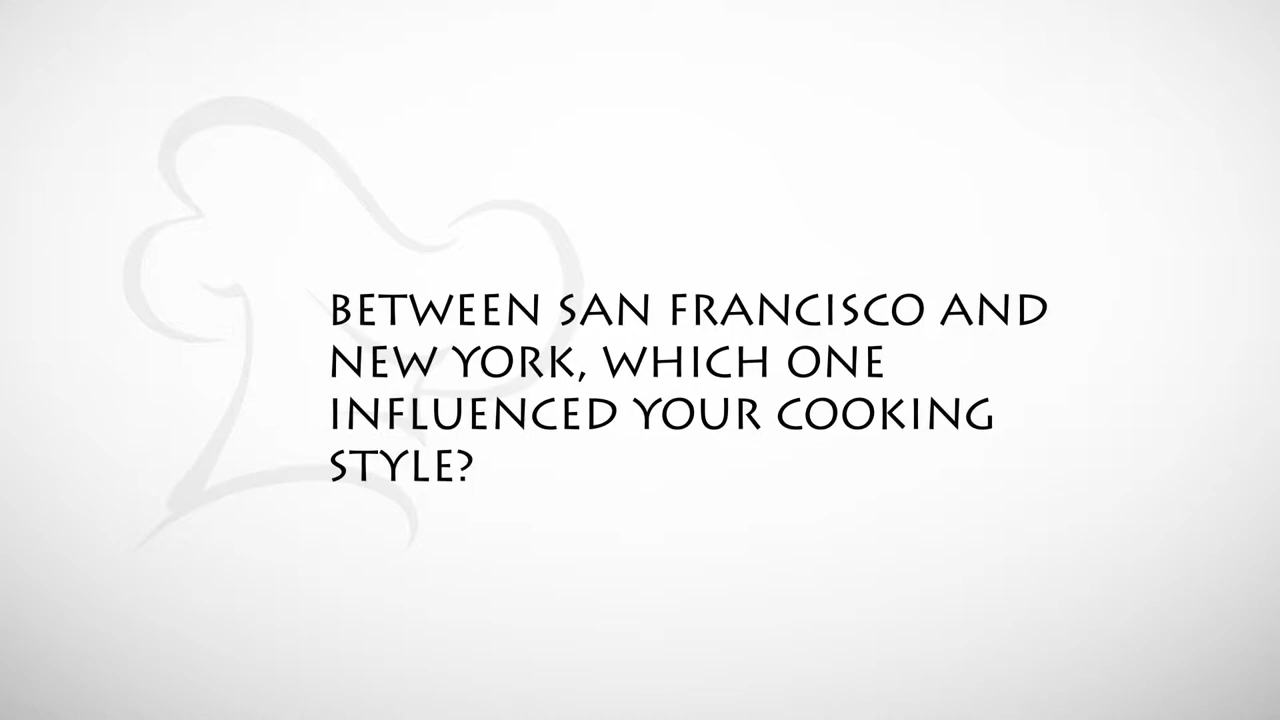 BETWEEN SAN FRANCISCO AND
NEW YORK, WHICH ONE
INFLUENCED YOUR COOKING
STYLE?